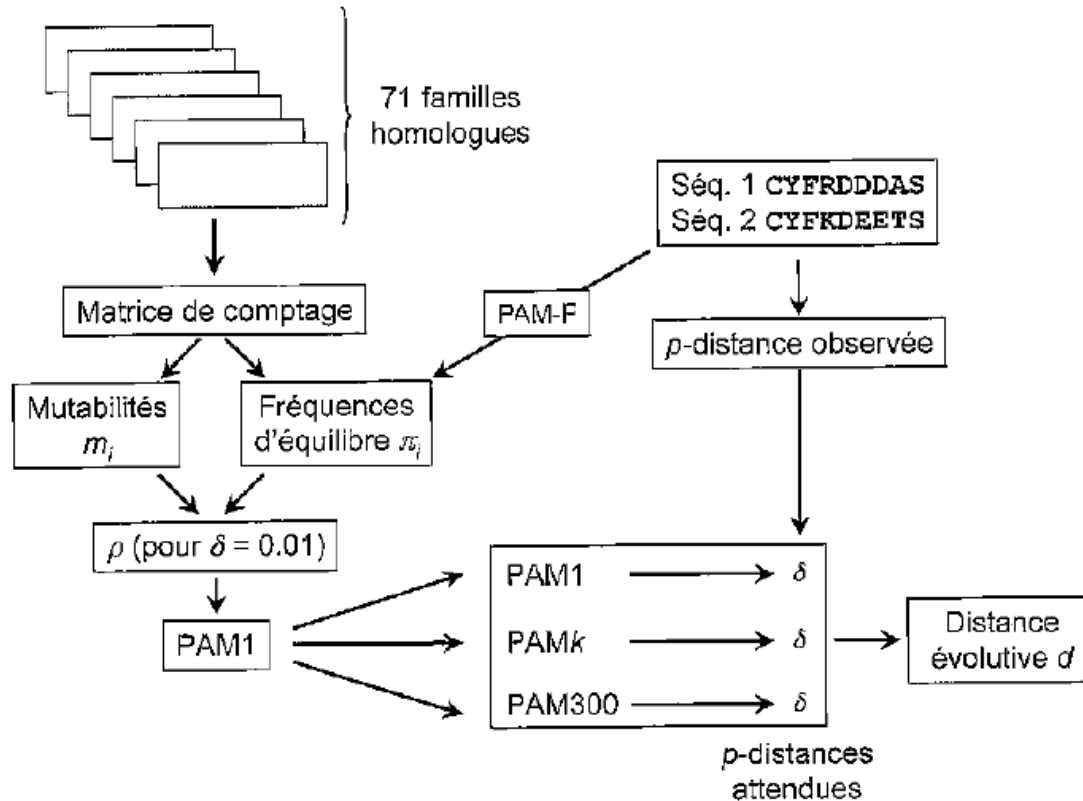 71 familles
homologues
Séq. 1 CYFRDDDAS
Séq. 2 CYFKDEETS
Matrice de comptage
PAM-F
p-distance observée
Mutabilités
mi
Fréquences
d'équilibre πi
ρ (pour δ = 0.01)
PAM1
PAM1 δ
PAMk δ
PAM300 δ
Distance
évolutive d
p-distances
attendues